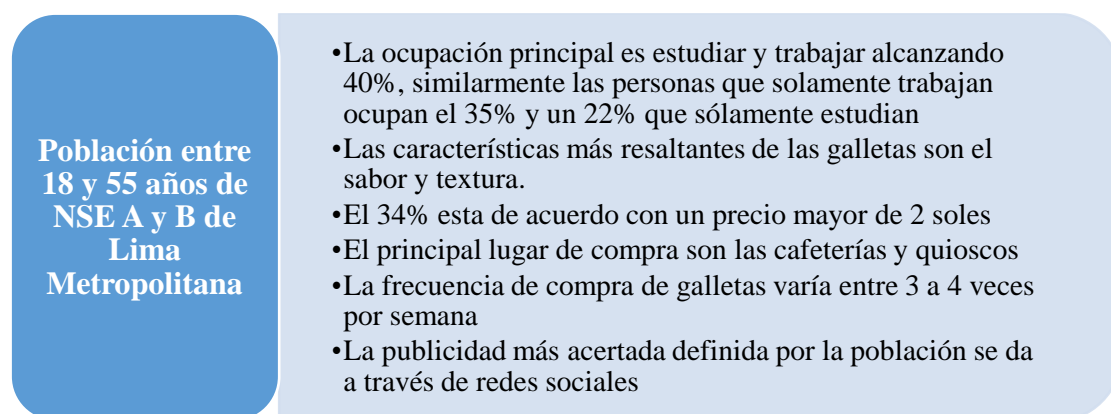 Población entre
18 y 55 años de
NSE A y B de
Lima
Metropolitana
•La ocupación principal es estudiar y trabajar alcanzando
40%, similarmente las personas que solamente trabajan
ocupan el 35% y un 22% que sólamente estudian
•Las características más resaltantes de las galletas son el
sabor y textura.
•El 34% esta de acuerdo con un precio mayor de 2 soles
•El principal lugar de compra son las cafeterías y quioscos
•La frecuencia de compra de galletas varía entre 3 a 4 veces
por semana
•La publicidad más acertada definida por la población se da
a través de redes sociales